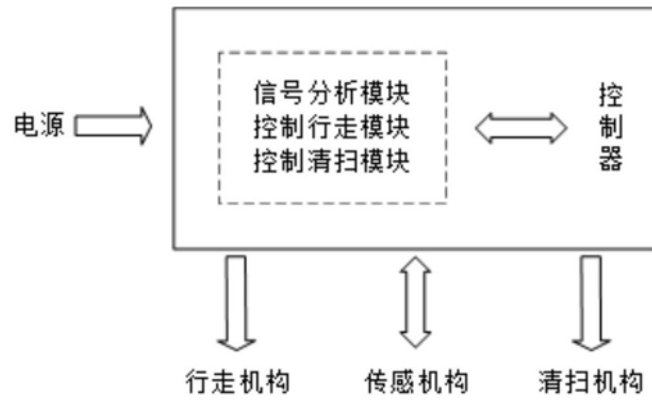 信号分析模块
控制行走模块
控制清扫模块
控制器
电源
行走机构
传感机构
清扫机构